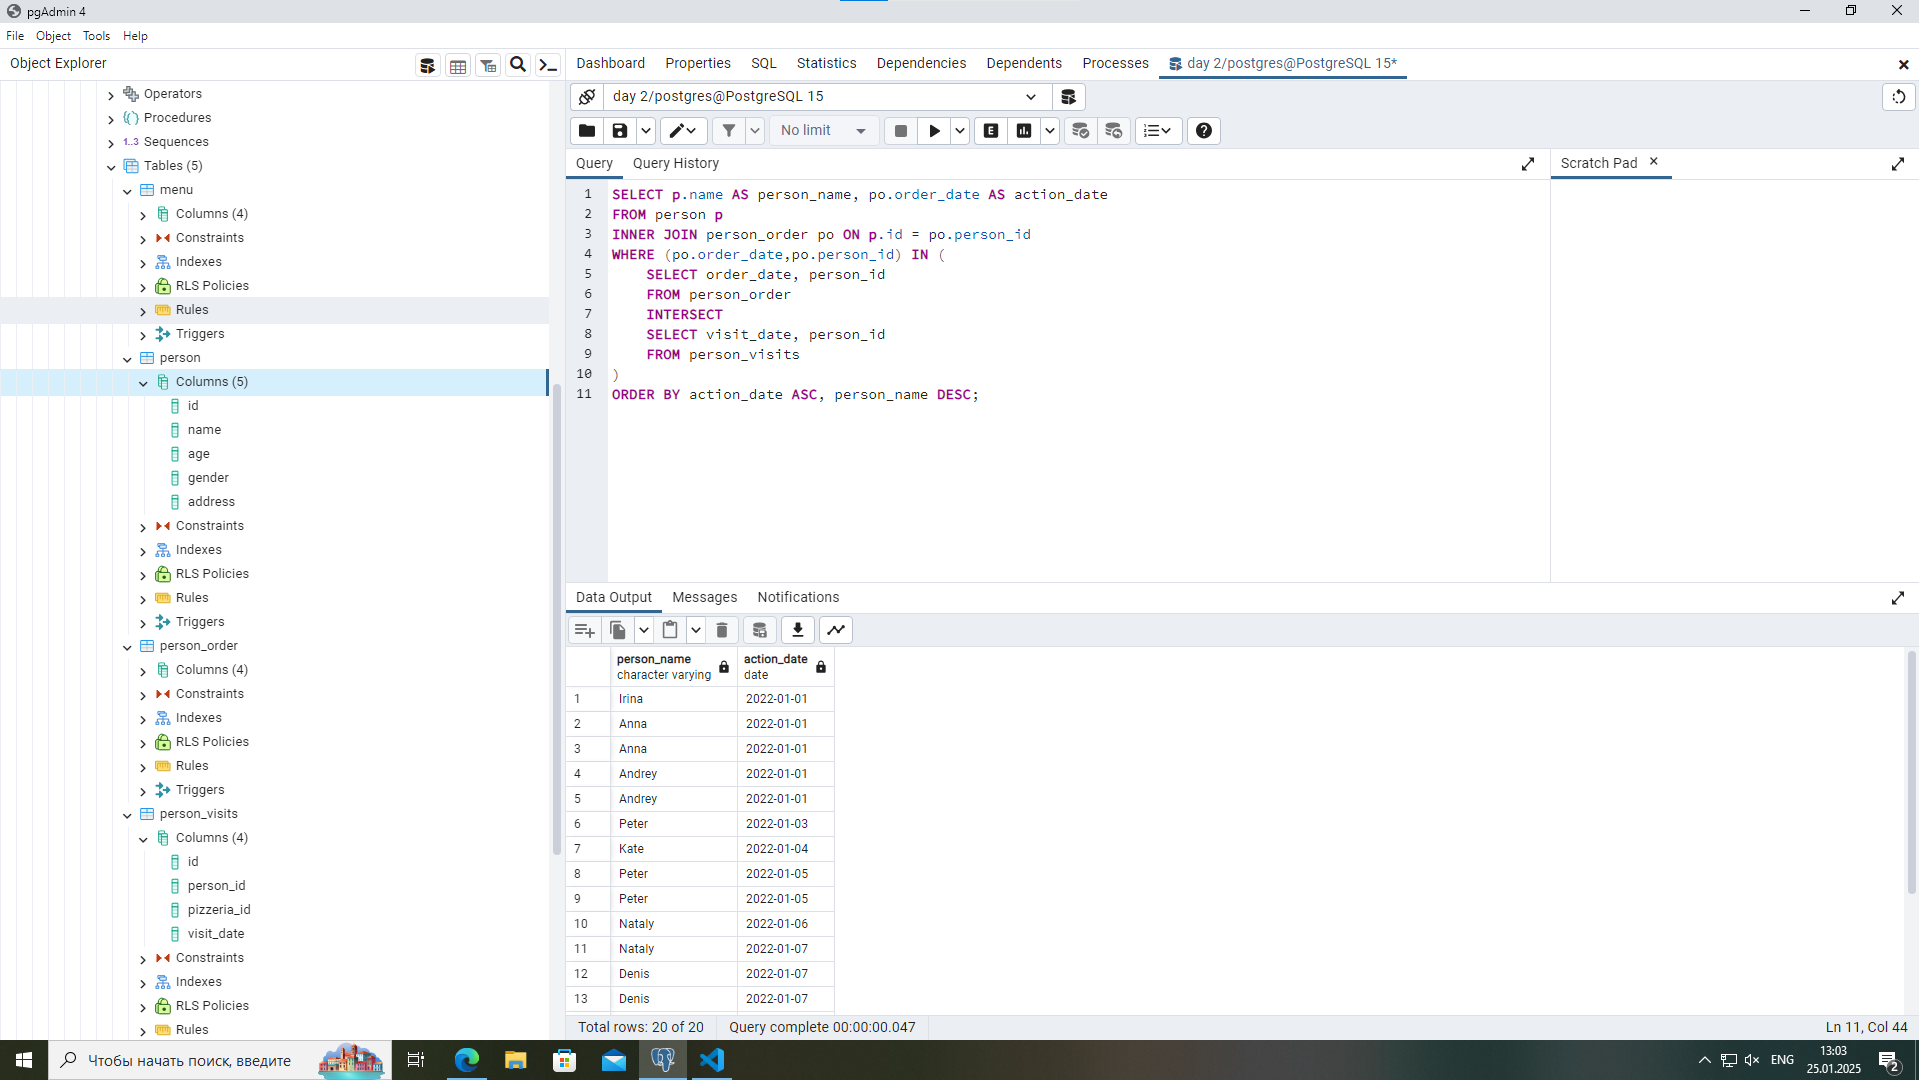 pgAdmin 4
File Object Tools Help
Object Explorer
Dashboard Properties SQL Statistics Dependencies Dependents Processes day 2/postgres@PostgreSQL 15*
Operators
Procedures
1..3 Sequences
Tables (5)
menu
Columns (4)
Constraints
Indexes
RLS Policies
Rules
Triggers
person
Columns (5)
id
name
age
gender
address
Constraints
Indexes
RLS Policies
Rules
Triggers
person_order
Columns (4)
Constraints
Indexes
RLS Policies
Rules
Triggers
person_visits
Columns (4)
id
person_id
pizzeria_id
visit_date
Constraints
Indexes
RLS Policies
Rules
day 2/postgres@PostgreSQL 15
No limit
E
Query Query History
Scratch Pad
1 SELECT p.name AS person_name, po.order_date AS action_date
2 FROM person p
3 INNER JOIN person_order po ON p.id = po.person_id
4 WHERE (po.order_date,po.person_id) IN (
5 SELECT order_date, person_id
6 FROM person_order
7 INTERSECT
8 SELECT visit_date, person_id
9 FROM person_visits
10 )
11 ORDER BY action_date ASC, person_name DESC;
Data Output Messages Notifications
person_name action_date
character varying date
1 Irina 2022-01-01
2 Anna 2022-01-01
3 Anna 2022-01-01
4 Andrey 2022-01-01
5 Andrey 2022-01-01
6 Peter 2022-01-03
7 Kate 2022-01-04
8 Peter 2022-01-05
9 Peter 2022-01-05
10 Nataly 2022-01-06
11 Nataly 2022-01-07
12 Denis 2022-01-07
13 Denis 2022-01-07
Total rows: 20 of 20 Query complete 00:00:00.047
Ln 11, Col 44
Чтобы начать поиск, введите
ENG
13:03
25.01.2025
2